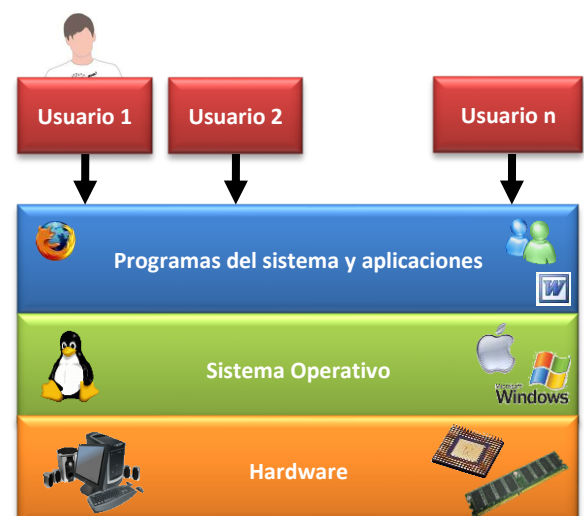 Usuario 1
Usuario 2
Usuario n
Programas del sistema y aplicaciones
W
Sistema Operativo
Windows
Hardware